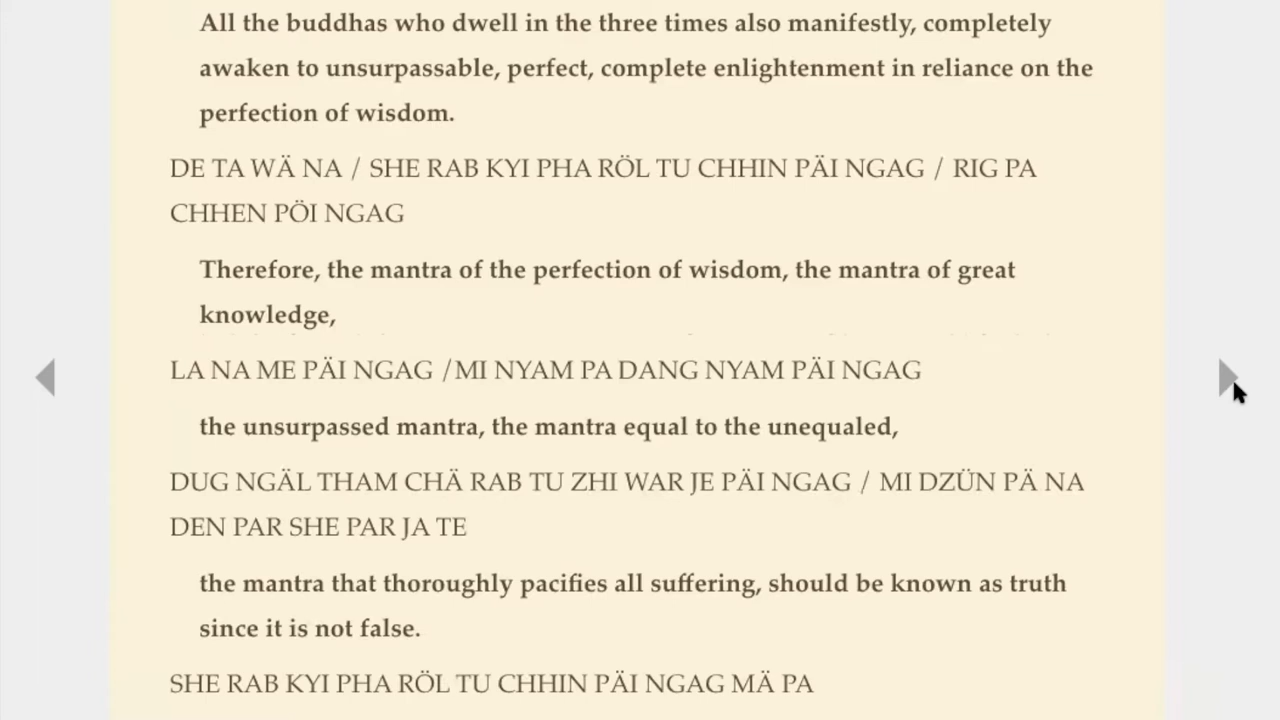 All the buddhas who dwell in the three times also manifestly, completely
awaken to unsurpassable, perfect, complete enlightenment in reliance on the
perfection of wisdom.
DE TA WÄ NA / SHE RAB KYI PHA RÖL TU CHHIN PÄI NGAG / RIG PA
CHHEN PÖI NGAG
Therefore, the mantra of the perfection of wisdom, the mantra of great
knowledge,
LA NA ME PÄI NGAG /MI NYAM PA DANG NYAM PÄI NGAG
the unsurpassed mantra, the mantra equal to the unequaled,
DUG NGÄL THAM CHÄ RAB TU ZHI WAR JE PÄI NGAG / MI DZÜN PÄ NA
DEN PAR SHE PAR JA TE
the mantra that thoroughly pacifies all suffering, should be known as truth
since it is not false.
SHE RAB KYI PHA RÖL TU CHHIN PÄI NGAG MÄ PA